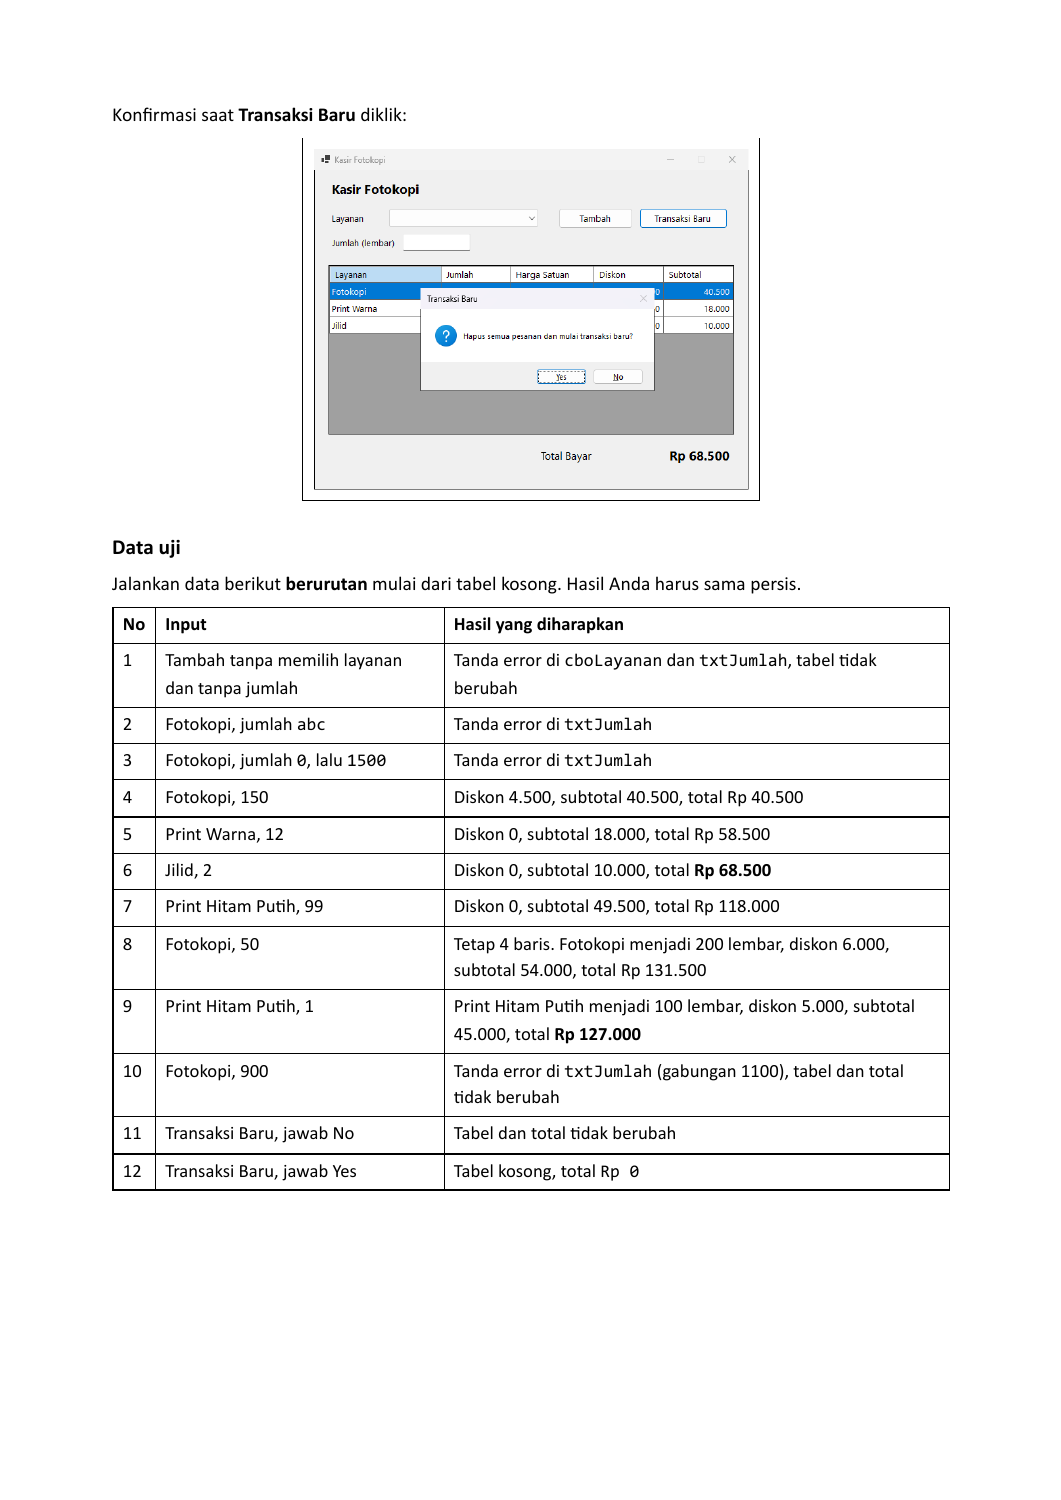 Konfirmasi saat Transaksi Baru diklik:
Kasir Fotokopi
Kasir Fotokopi
Layanan
Tambah
Transaksi Baru
Jumlah (lembar)
Layanan Jumlah Harga Satuan Diskon Subtotal
Fotokopi 0 40.500
Print Warna 0 18.000
Jilid 0 10.000
Transaksi Baru
Hapus semua pesanan dan mulai transaksi baru?
Yes No
Total Bayar Rp 68.500
Data uji
Jalankan data berikut berurutan mulai dari tabel kosong. Hasil Anda harus sama persis.
No Input Hasil yang diharapkan
1 Tambah tanpa memilih layanan
dan tanpa jumlah
Tanda error di cboLayanan dan txtJumlah, tabel tidak
berubah
2 Fotokopi, jumlah abc Tanda error di txtJumlah
3 Fotokopi, jumlah 0, lalu 1500 Tanda error di txtJumlah
4 Fotokopi, 150 Diskon 4.500, subtotal 40.500, total Rp 40.500
5 Print Warna, 12 Diskon 0, subtotal 18.000, total Rp 58.500
6 Jilid, 2 Diskon 0, subtotal 10.000, total Rp 68.500
7 Print Hitam Putih, 99 Diskon 0, subtotal 49.500, total Rp 118.000
8 Fotokopi, 50 Tetap 4 baris. Fotokopi menjadi 200 lembar, diskon 6.000,
subtotal 54.000, total Rp 131.500
9 Print Hitam Putih, 1 Print Hitam Putih menjadi 100 lembar, diskon 5.000, subtotal
45.000, total Rp 127.000
10 Fotokopi, 900 Tanda error di txtJumlah (gabungan 1100), tabel dan total
tidak berubah
11 Transaksi Baru, jawab No Tabel dan total tidak berubah
12 Transaksi Baru, jawab Yes Tabel kosong, total Rp 0